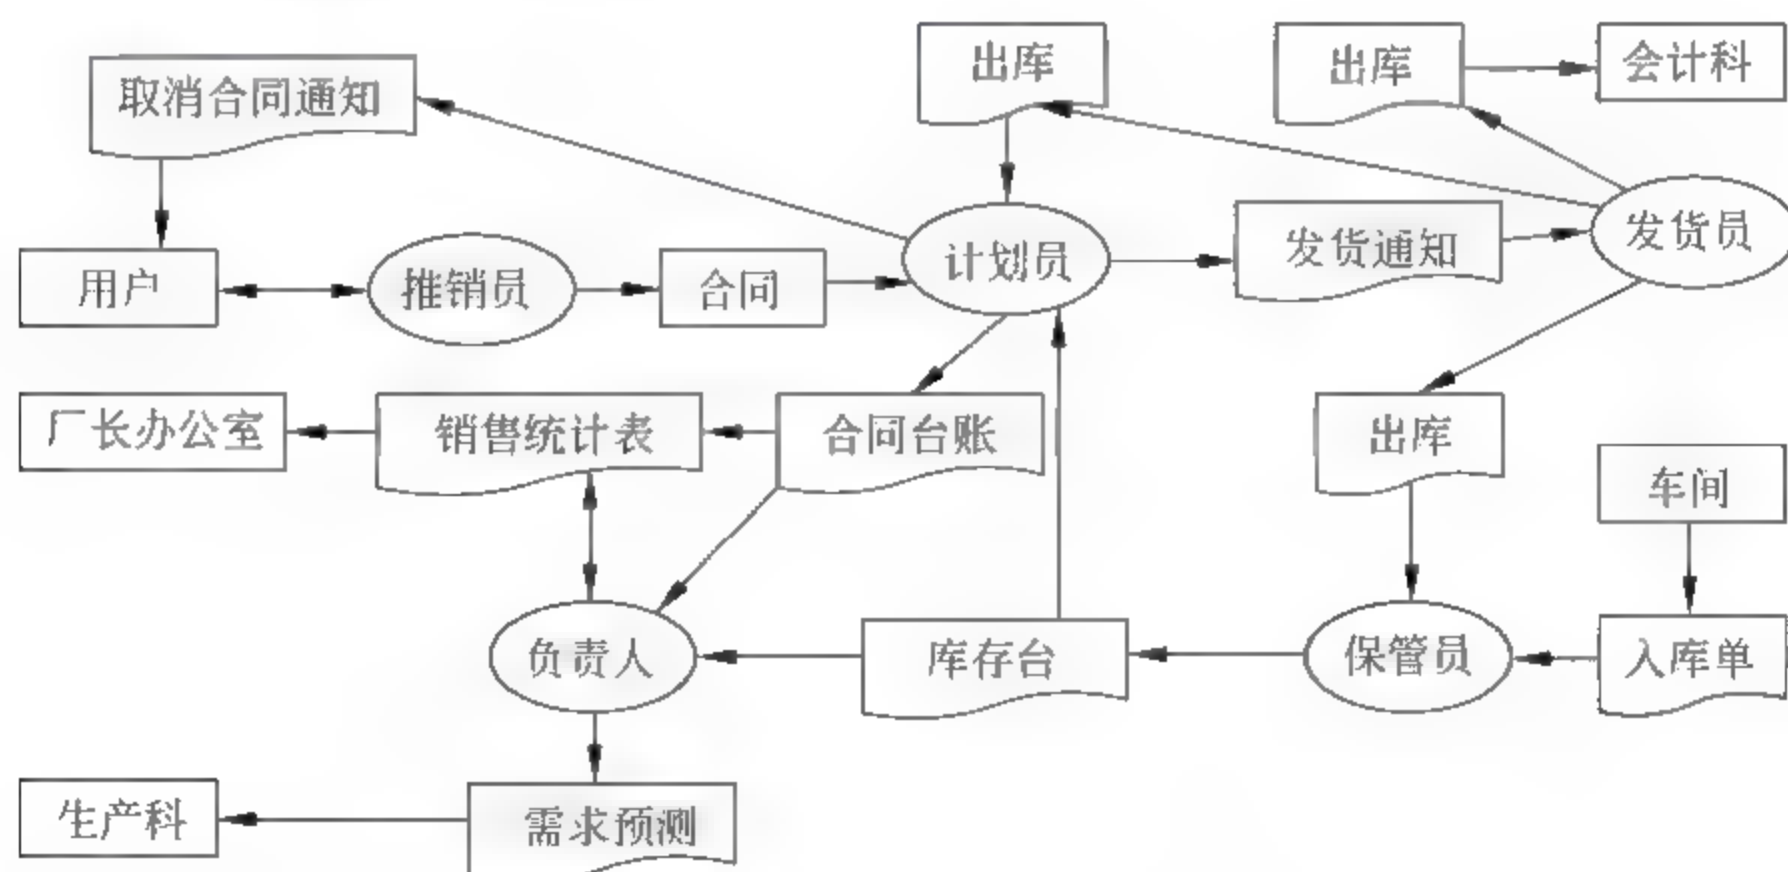 出库
出库
会计科
取消合同通知
计划员
发货通知
发货员
用户
推销员
合同
厂长办公室
销售统计表
合同台账
出库
车间
负责人
库存台
保管员
入库单
生产科
需求预测